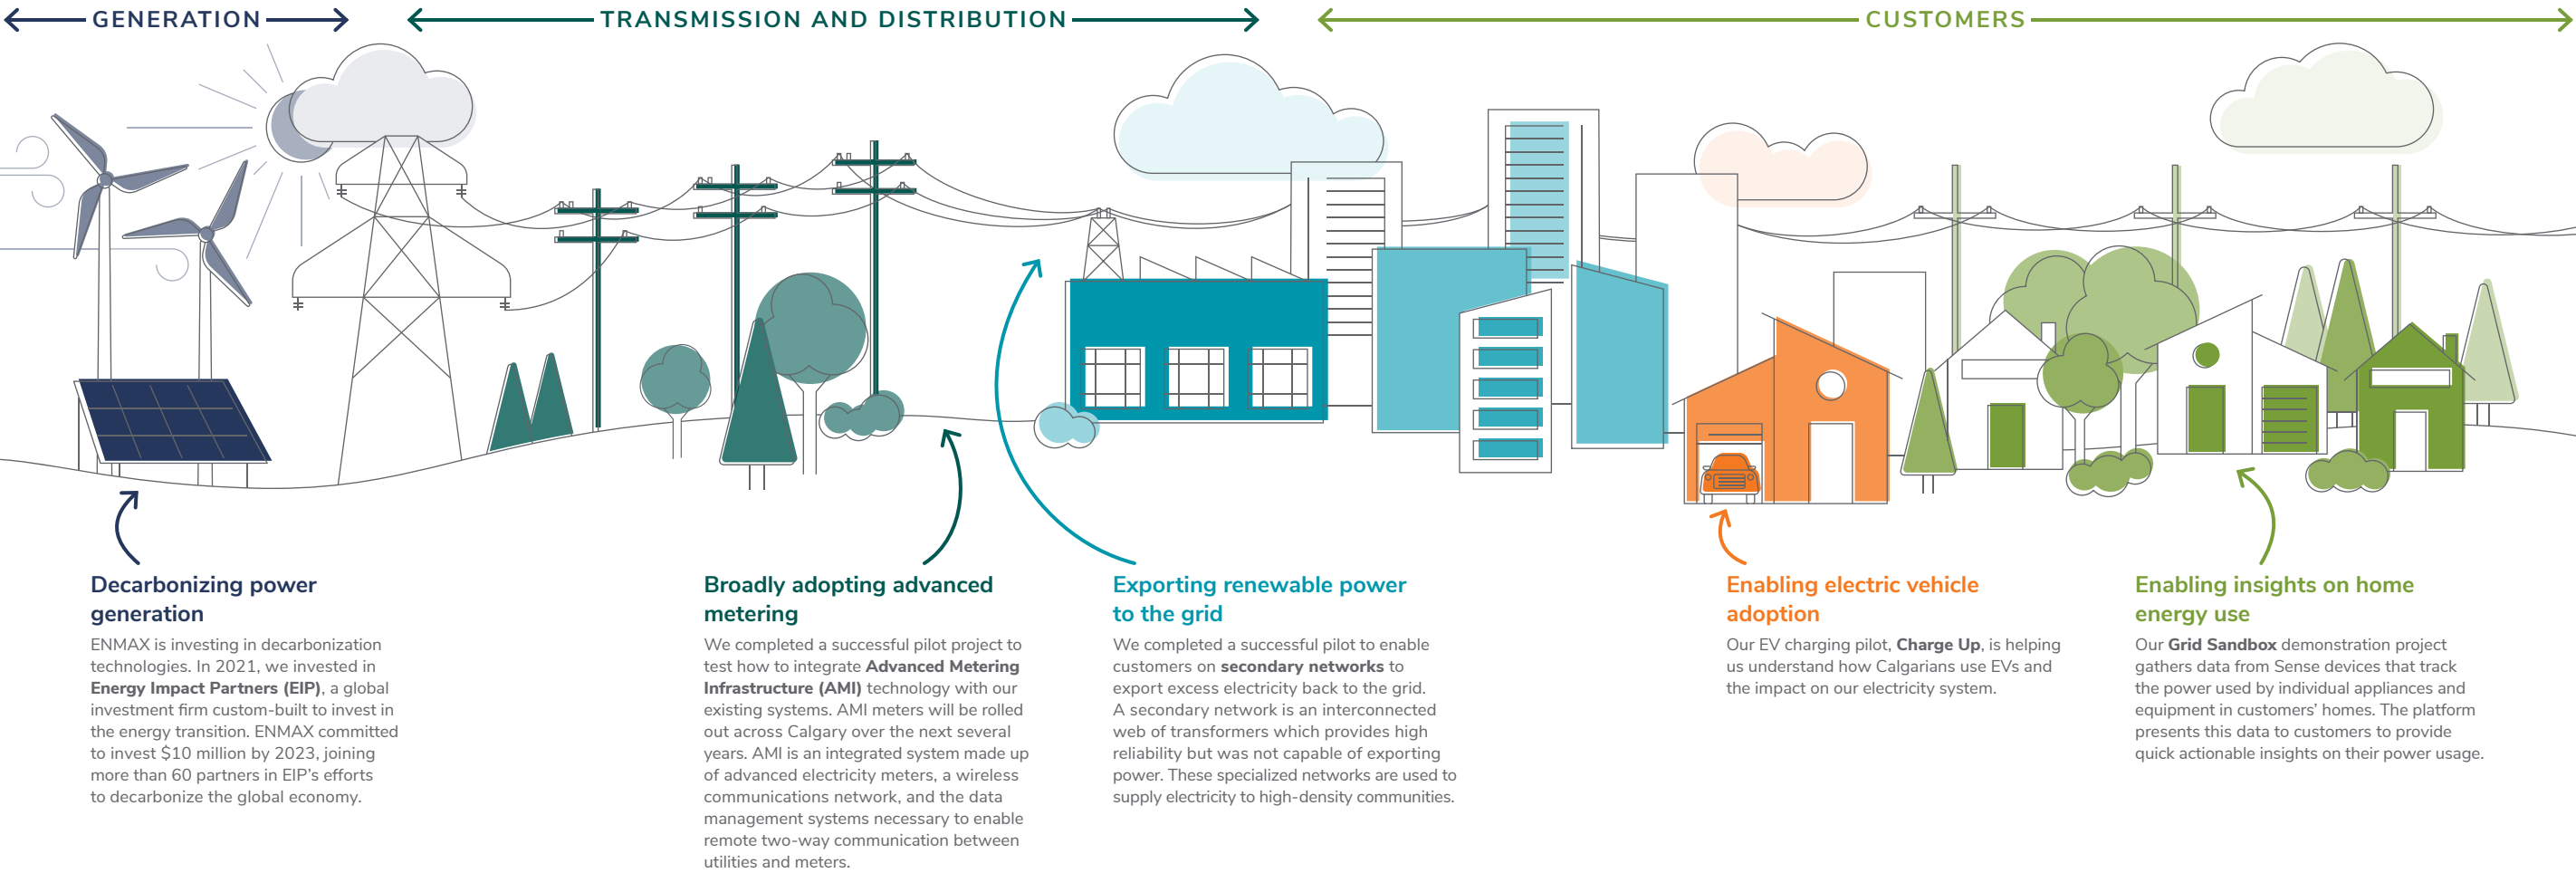 GENERATION
TRANSMISSION AND DISTRIBUTION
CUSTOMERS
Decarbonizing power
generation
ENMAX is investing in decarbonization
technologies. In 2021, we invested in
Energy Impact Partners (EIP), a global
investment firm custom-built to invest in
the energy transition. ENMAX committed
to invest $10 million by 2023, joining
more than 60 partners in EIP’s efforts
to decarbonize the global economy.
Broadly adopting advanced
metering
We completed a successful pilot project to
test how to integrate Advanced Metering
Infrastructure (AMI) technology with our
existing systems. AMI meters will be rolled
out across Calgary over the next several
years. AMI is an integrated system made up
of advanced electricity meters, a wireless
communications network, and the data
management systems necessary to enable
remote two-way communication between
utilities and meters.
Exporting renewable power
to the grid
We completed a successful pilot to enable
customers on secondary networks to
export excess electricity back to the grid.
A secondary network is an interconnected
web of transformers which provides high
reliability but was not capable of exporting
power. These specialized networks are used to
supply electricity to high-density communities.
Enabling electric vehicle
adoption
Our EV charging pilot, Charge Up, is helping
us understand how Calgarians use EVs and
the impact on our electricity system.
Enabling insights on home
energy use
Our Grid Sandbox demonstration project
gathers data from Sense devices that track
the power used by individual appliances and
equipment in customers’ homes. The platform
presents this data to customers to provide
quick actionable insights on their power usage.